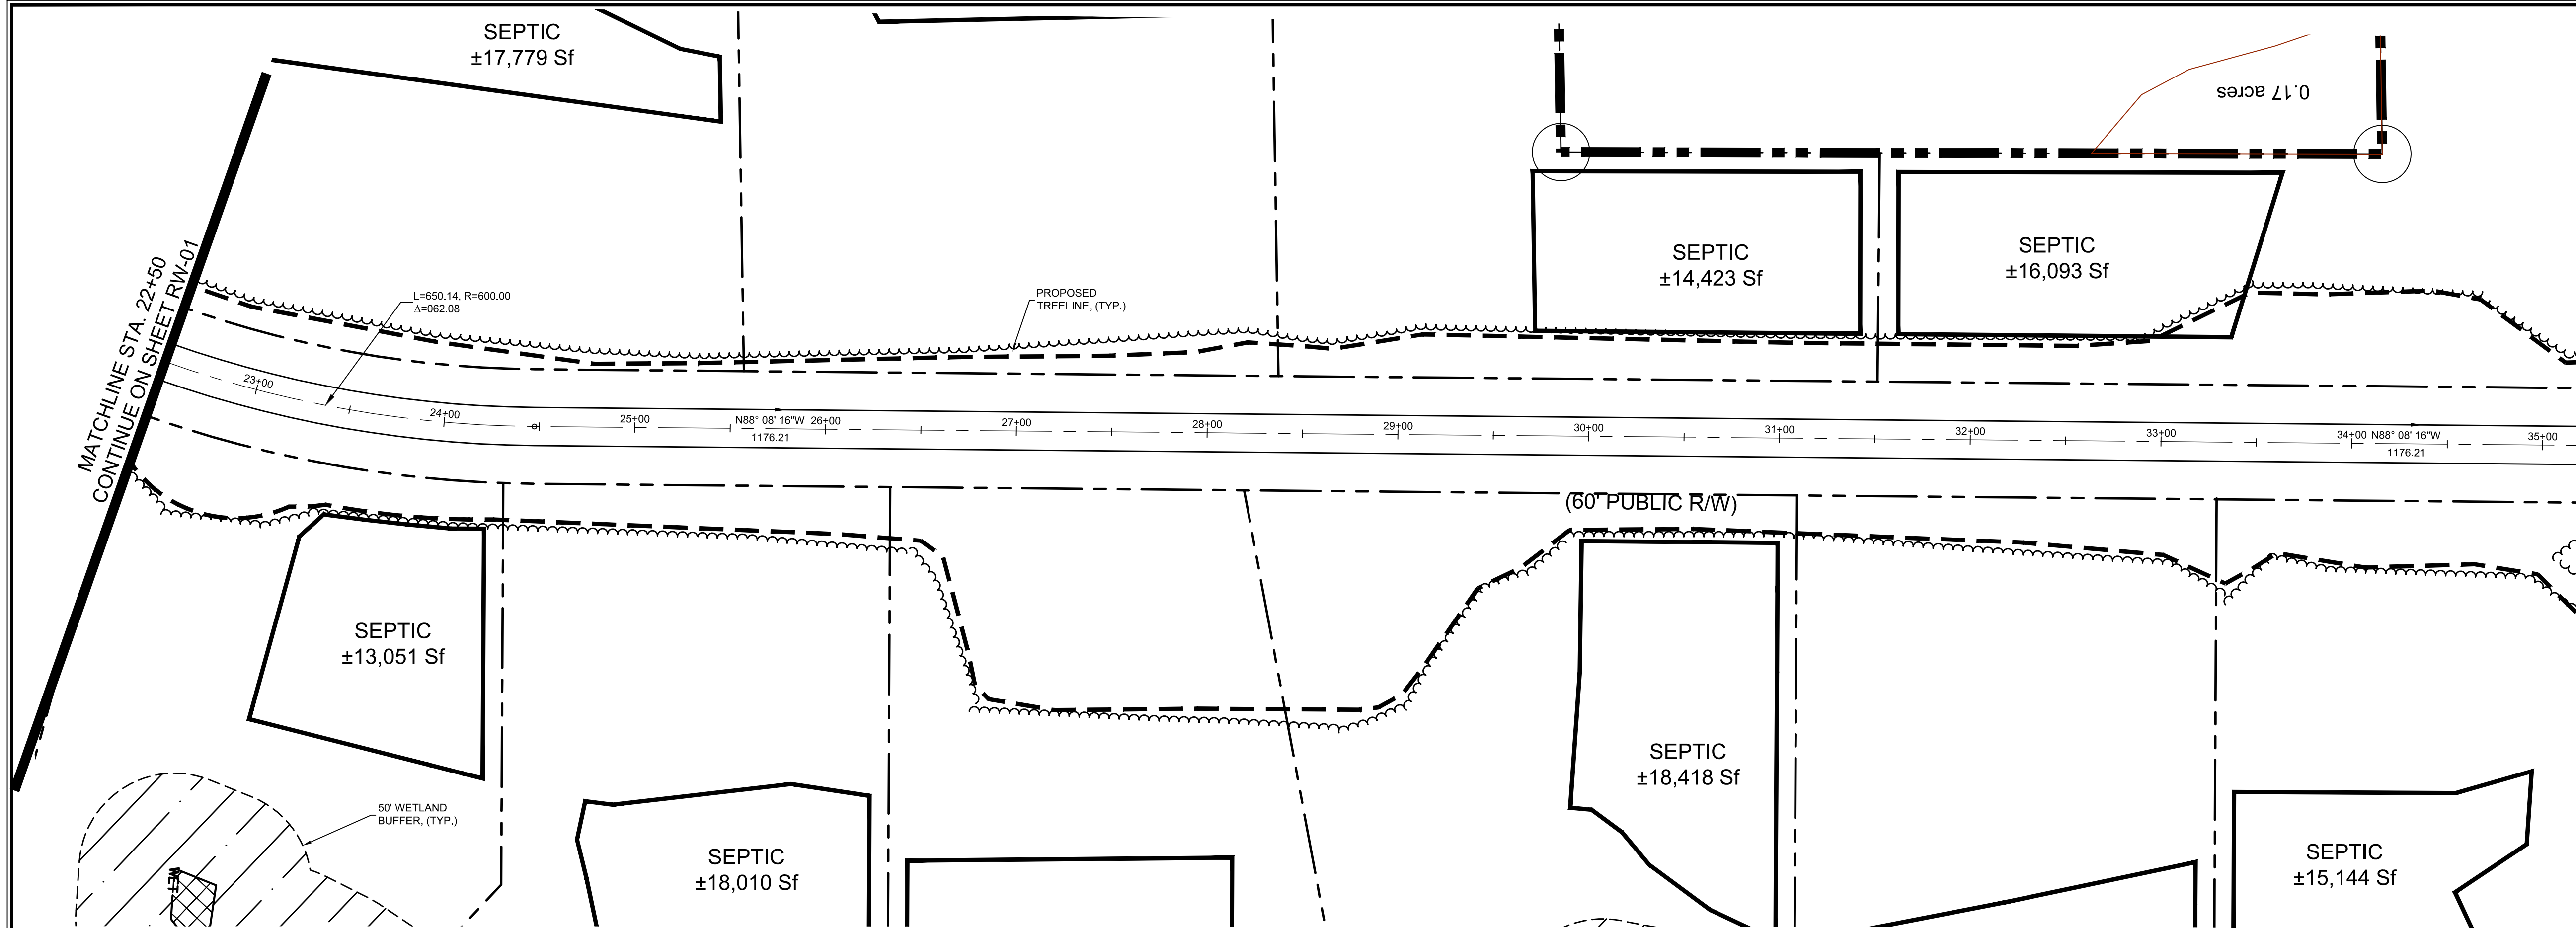 SEPTIC
±17,779 Sf
0.17 acres
MATCHLINE STA. 22+50
CONTINUE ON SHEET RW-01
L=650.14, R=600.00
Δ=062.08
PROPOSED
TREELINE, (TYP.)
SEPTIC
±14,423 Sf
SEPTIC
±16,093 Sf
23+00
24+00
25+00
N88° 08' 16"W
1176.21
26+00
27+00
28+00
29+00
30+00
31+00
32+00
33+00
34+00
N88° 08' 16"W
1176.21
35+00
(60' PUBLIC R/W)
SEPTIC
±13,051 Sf
SEPTIC
±18,418 Sf
50' WETLAND
BUFFER, (TYP.)
SEPTIC
±18,010 Sf
SEPTIC
±15,144 Sf